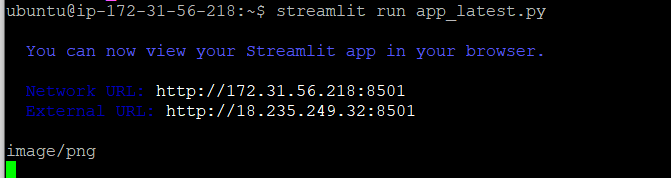 ubuntu@ip-172-31-56-218:~$ streamlit run app_latest.py
You can now view your Streamlit app in your browser.
Network URL: http://172.31.56.218:8501
External URL: http://18.235.249.32:8501
image/png